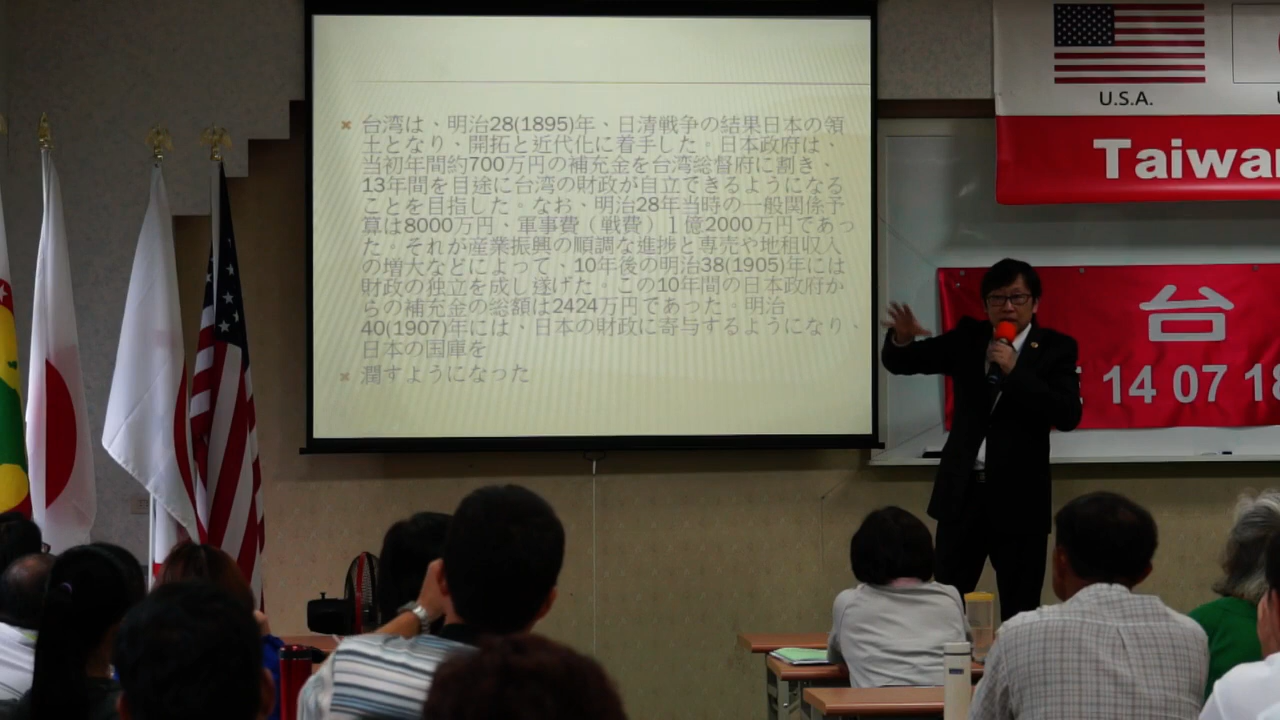 台湾は、明治28(1895)年、日清戦争の結果日本の領
土となり、開拓と近代化に着手した。日本政府は、
当初年間約700万円の補充金を台湾総督府に割き、
13年間を目途に台湾の財政が自立できるようになる
ことを目指した。なお、明治28年当時の一般関係予
算は8000万円、軍事費（戦費）1億2000万円であっ
た。それが産業振興の順調な進捗と専売や地租収入
の増大などによって、10年後の明治38(1905)年には
財政の独立を成し遂げた。この10年間の日本政府か
らの補充金の総額は2424万円であった。明治
40(1907)年には、日本の財政に寄与するようになり、
日本の国庫を
潤すようになった
U.S.A.
Taiwa
台
14 07 18